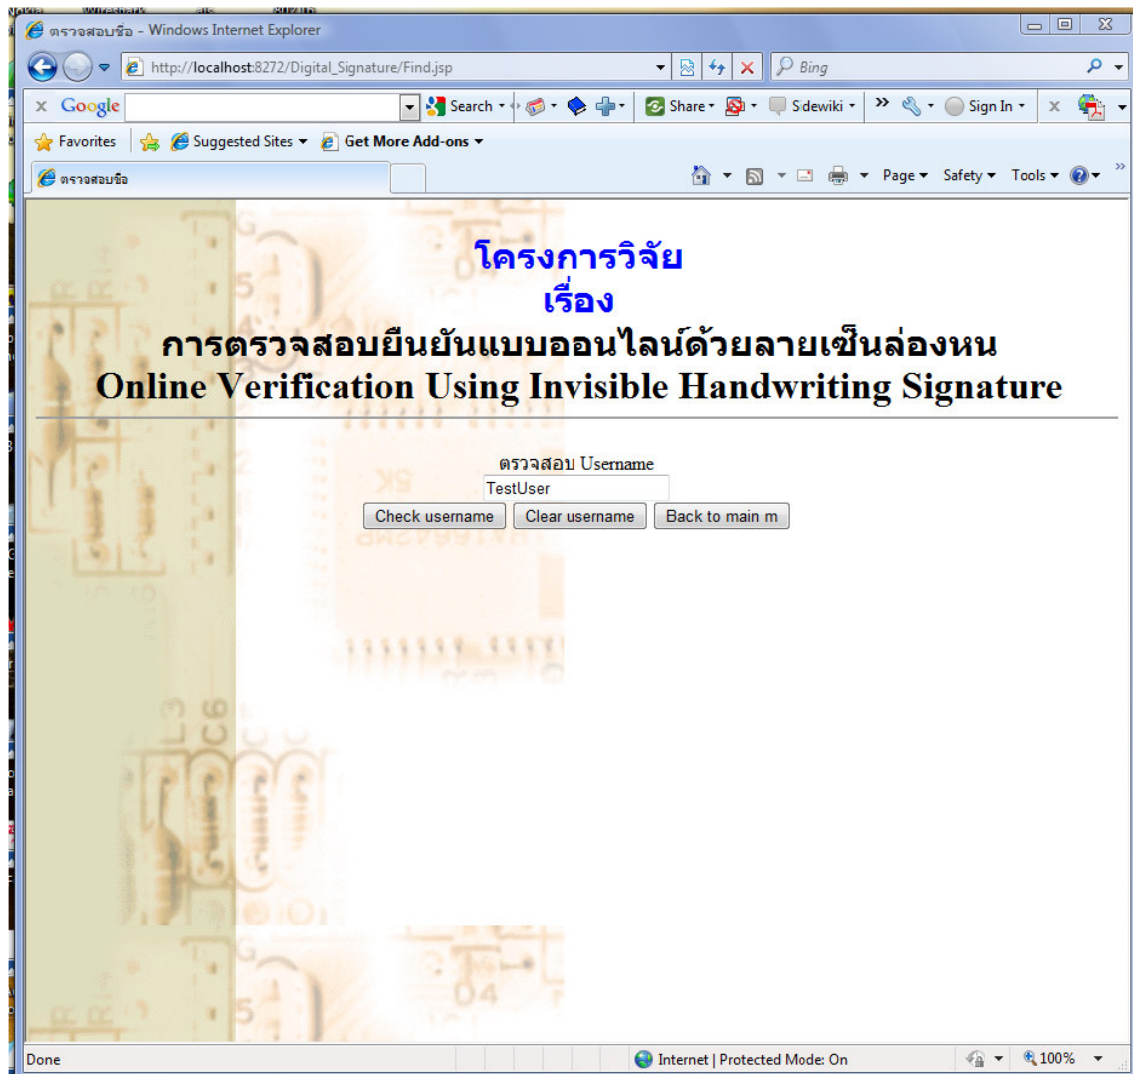 Nokia Wireshark als 80216
ตรวจสอบชื่อ - Windows Internet Explorer
http://localhost:8272/Digital_Signature/Find.jsp Bing
x Google Search Share Sidewiki Sign In x
Favorites Suggested Sites Get More Add-ons
ตรวจสอบชื่อ Page Safety Tools
โครงการวิจัย
เรื่อง
การตรวจสอบยืนยันแบบออนไลน์ด้วยลายเซ็นล่องหน
Online Verification Using Invisible Handwriting Signature
ตรวจสอบ Username
TestUser
Check username Clear username Back to main m
Done Internet | Protected Mode: On 100%